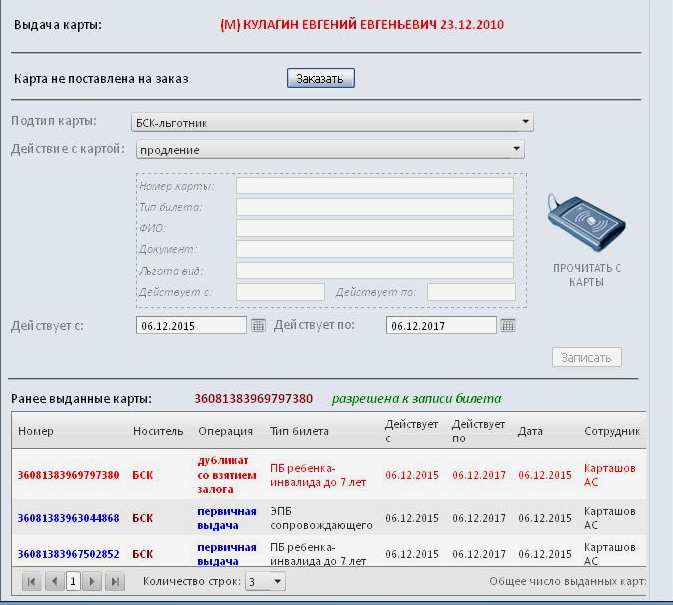 Выдача карты: (М) КУЛАГИН ЕВГЕНИЙ ЕВГЕНЬЕВИЧ 23.12.2010
Карта не поставлена на заказ Заказать
Подтип карты: БСК-льготник
Действие с картой: продление
Номер карты:
Тип билета:
ФИО:
Документ:
Льгота вид:
Действует с: Действует по:
ПРОЧИТАТЬ С
КАРТЫ
Действует с: 06.12.2015 Действует по: 06.12.2017
Записать
Ранее выданные карты: 36081383969797380 разрешена к записи билета
Номер Носитель Операция Тип билета Действует с Действует по Дата Сотрудник
36081383969797380 БСК дубликат со взятием залога ПБ ребенка-инвалида до 7 лет 06.12.2015 06.12.2017 06.12.2015 Карташов АС
36081383963044868 БСК первичная выдача ЭПБ сопровождающего 06.12.2015 06.12.2017 06.12.2015 Карташов АС
36081383967502852 БСК первичная выдача ПБ ребенка-инвалида до 7 лет 06.12.2015 06.12.2017 06.12.2015 Карташов АС
1 Количество строк: 3 Общее число выданных карт: